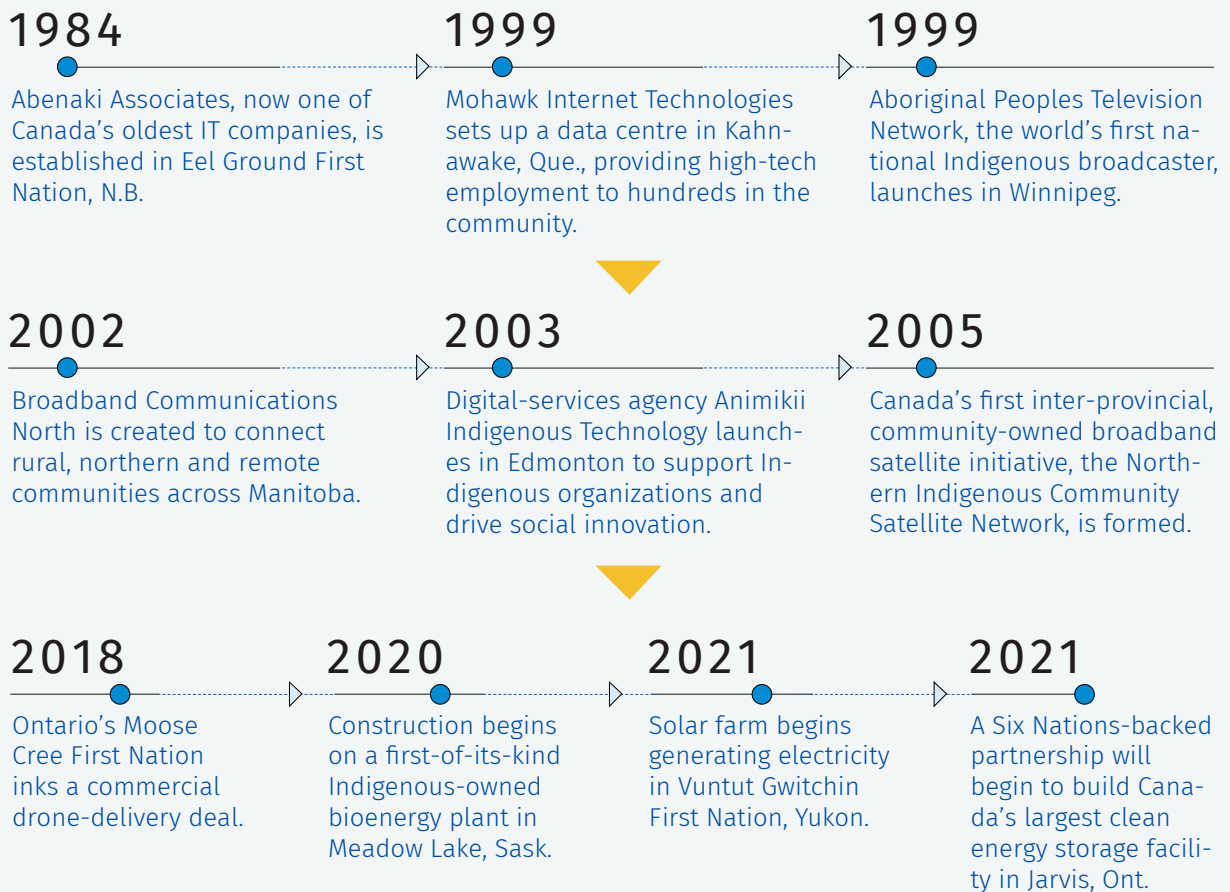 1984
Abenaki Associates, now one of
Canada’s oldest IT companies, is
established in Eel Ground First
Nation, N.B.
1999
Mohawk Internet Technologies
sets up a data centre in Kahn-
awake, Que., providing high-tech
employment to hundreds in the
community.
1999
Aboriginal Peoples Television
Network, the world’s first na-
tional Indigenous broadcaster,
launches in Winnipeg.
2002
Broadband Communications
North is created to connect
rural, northern and remote
communities across Manitoba.
2003
Digital-services agency Animikii
Indigenous Technology launch-
es in Edmonton to support In-
digenous organizations and
drive social innovation.
2005
Canada’s first inter-provincial,
community-owned broadband
satellite initiative, the North-
ern Indigenous Community
Satellite Network, is formed.
2018
Ontario’s Moose
Cree First Nation
inks a commercial
drone-delivery deal.
2020
Construction begins
on a first-of-its-kind
Indigenous-owned
bioenergy plant in
Meadow Lake, Sask.
2021
Solar farm begins
generating electricity
in Vuntut Gwitchin
First Nation, Yukon.
2021
A Six Nations-backed
partnership will
begin to build Cana-
da’s largest clean
energy storage facili-
ty in Jarvis, Ont.